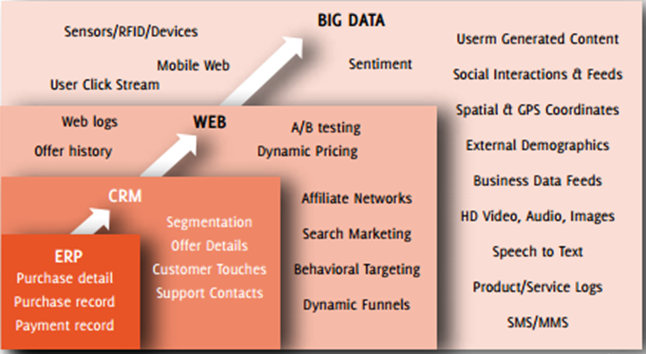 BIG DATA
Sensors/RFID/Devices
Mobile Web
User Click Stream
Sentiment
Userm Generated Content
Social Interactions & Feeds
Spatial & GPS Coordinates
External Demographics
Business Data Feeds
HD Video, Audio, Images
Speech to Text
Product/Service Logs
SMS/MMS
WEB
Web logs
Offer history
A/B testing
Dynamic Pricing
Affiliate Networks
Search Marketing
Behavioral Targeting
Dynamic Funnels
CRM
Segmentation
Offer Details
Customer Touches
Support Contacts
ERP
Purchase detail
Purchase record
Payment record